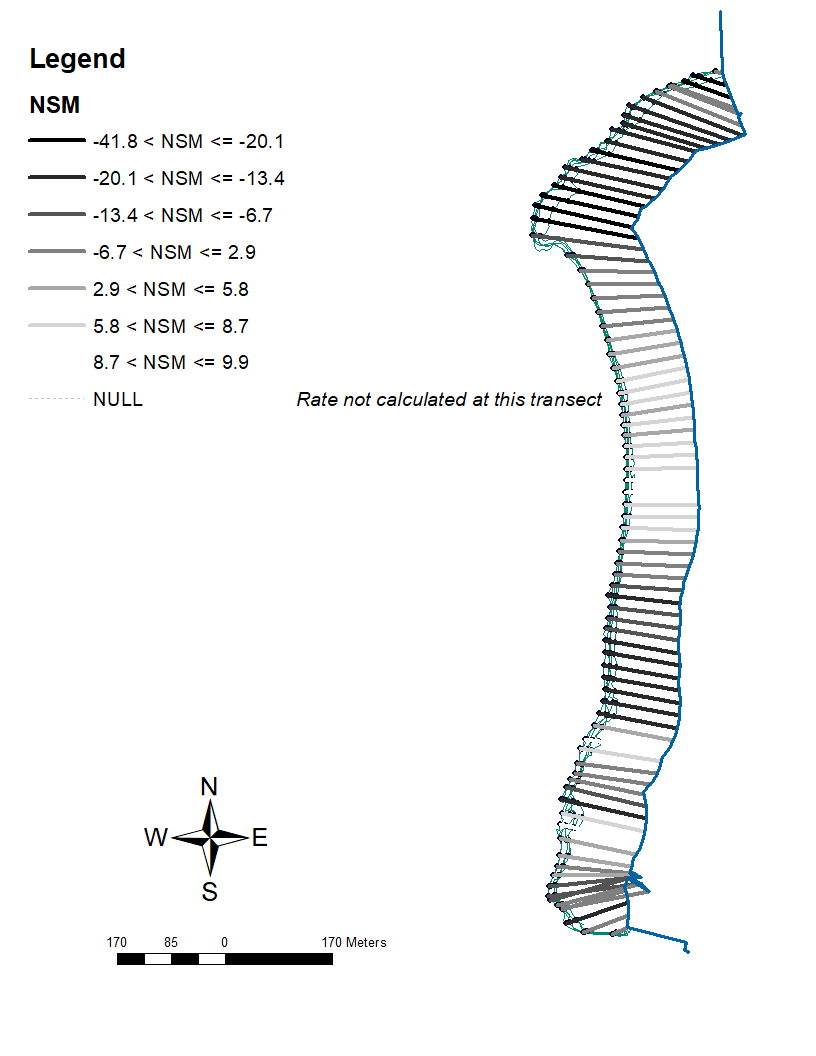 Legend
NSM
-41.8 < NSM <= -20.1
-20.1 < NSM <= -13.4
-13.4 < NSM <= -6.7
-6.7 < NSM <= 2.9
2.9 < NSM <= 5.8
5.8 < NSM <= 8.7
8.7 < NSM <= 9.9
NULL Rate not calculated at this transect
N
W E
S
170 85 0 170 Meters